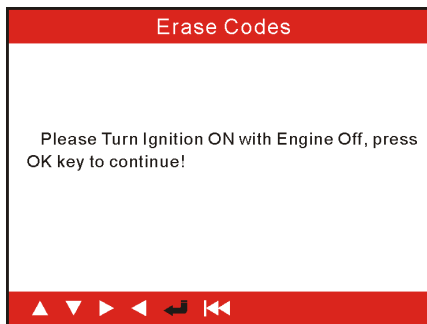 Erase Codes
Please Turn Ignition ON with Engine Off, press
OK key to continue!